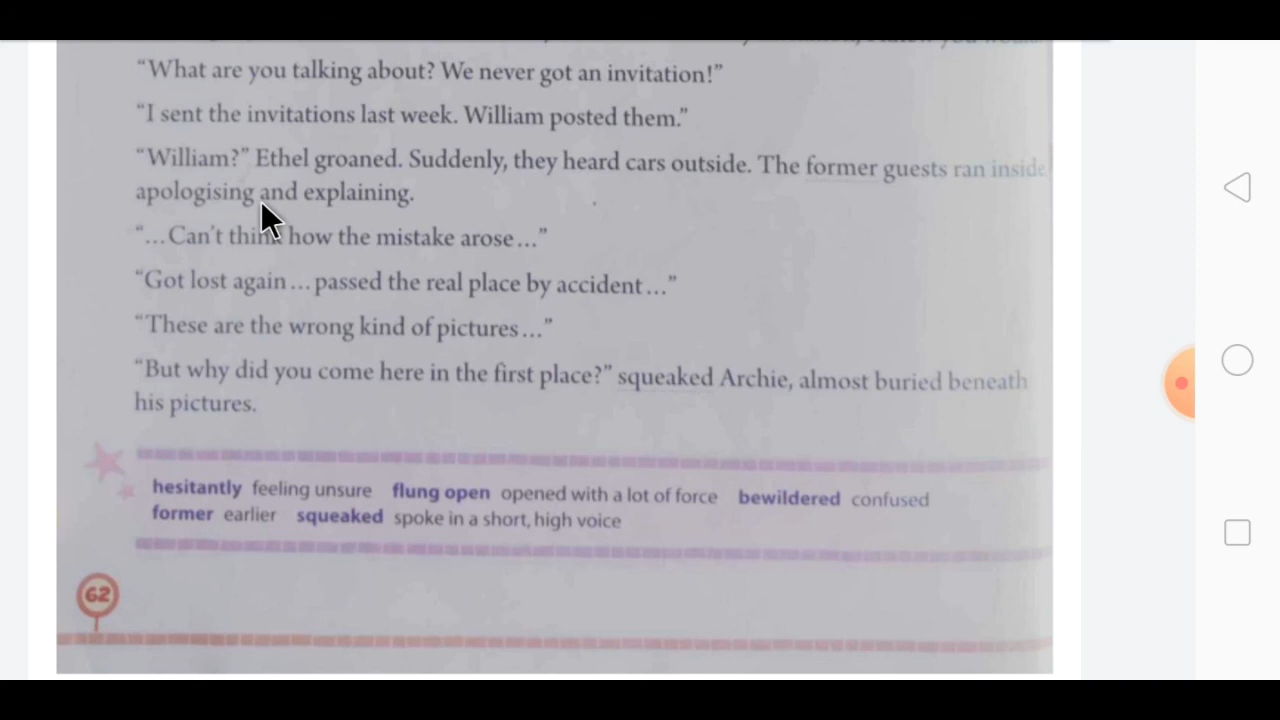 “What are you talking about? We never got an invitation!”
“I sent the invitations last week. William posted them.”
“William?” Ethel groaned. Suddenly, they heard cars outside. The former guests ran inside
apologising and explaining.
“...Can't think how the mistake arose...”
“Got lost again... passed the real place by accident...”
“These are the wrong kind of pictures...”
“But why did you come here in the first place?” squeaked Archie, almost buried beneath
his pictures.
hesitantly feeling unsure flung open opened with a lot of force bewildered confused
former earlier squeaked spoke in a short, high voice
62